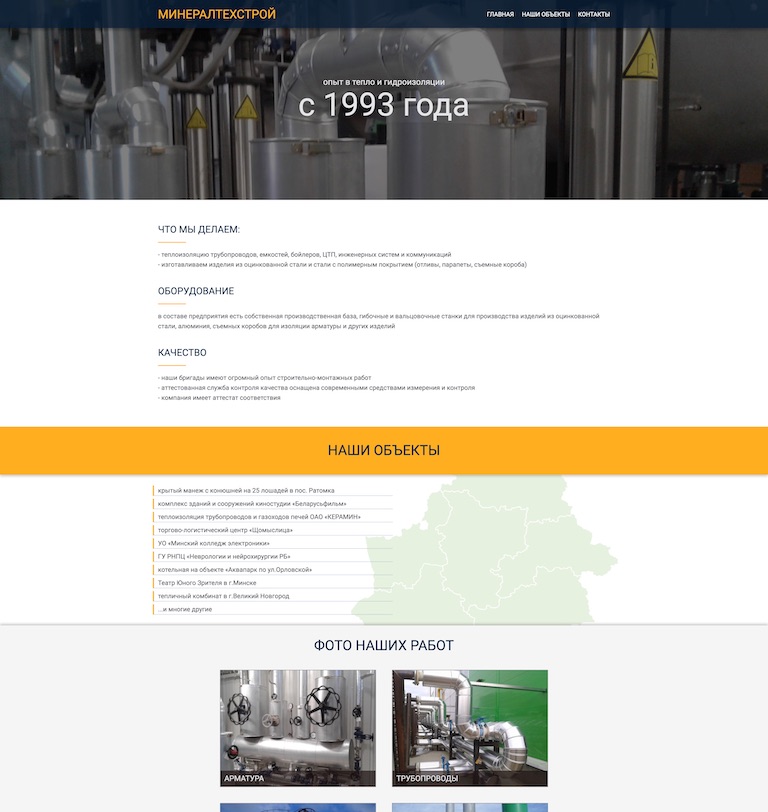 МИНЕРАЛТЕХСТРОЙ
ГЛАВНАЯ НАШИ ОБЪЕКТЫ КОНТАКТЫ
опыт в тепло и гидроизоляции
с 1993 года
ЧТО МЫ ДЕЛАЕМ:
- теплоизоляцию трубопроводов, емкостей, бойлеров, ЦТП, инженерных систем и коммуникаций
- изготавливаем изделия из оцинкованной стали и стали с полимерным покрытием (отливы, парапеты, съемные короба)
ОБОРУДОВАНИЕ
в составе предприятия есть собственная производственная база, гибочные и вальцовочные станки для производства изделий из оцинкованной
стали, алюминия, съемных коробов для изоляции арматуры и других изделий
КАЧЕСТВО
- наши бригады имеют огромный опыт строительно-монтажных работ
- аттестованная служба контроля качества оснащена современными средствами измерения и контроля
- компания имеет аттестат соответствия
НАШИ ОБЪЕКТЫ
крытый манеж с конюшней на 25 лошадей в пос. Ратомка
комплекс зданий и сооружений киностудии «Беларусьфильм»
теплоизоляция трубопроводов и газоходов печей ОАО «КЕРАМИН»
торгово-логистический центр «Щомыслица»
УО «Минский колледж электроники»
ГУ РНПЦ «Неврологии и нейрохирургии РБ»
котельная на объекте «Аквапарк по ул.Орловской»
Театр Юного Зрителя в г.Минске
тепличный комбинат в г.Великий Новгород
...и многие другие
ФОТО НАШИХ РАБОТ
АРМАТУРА
ТРУБОПРОВОДЫ